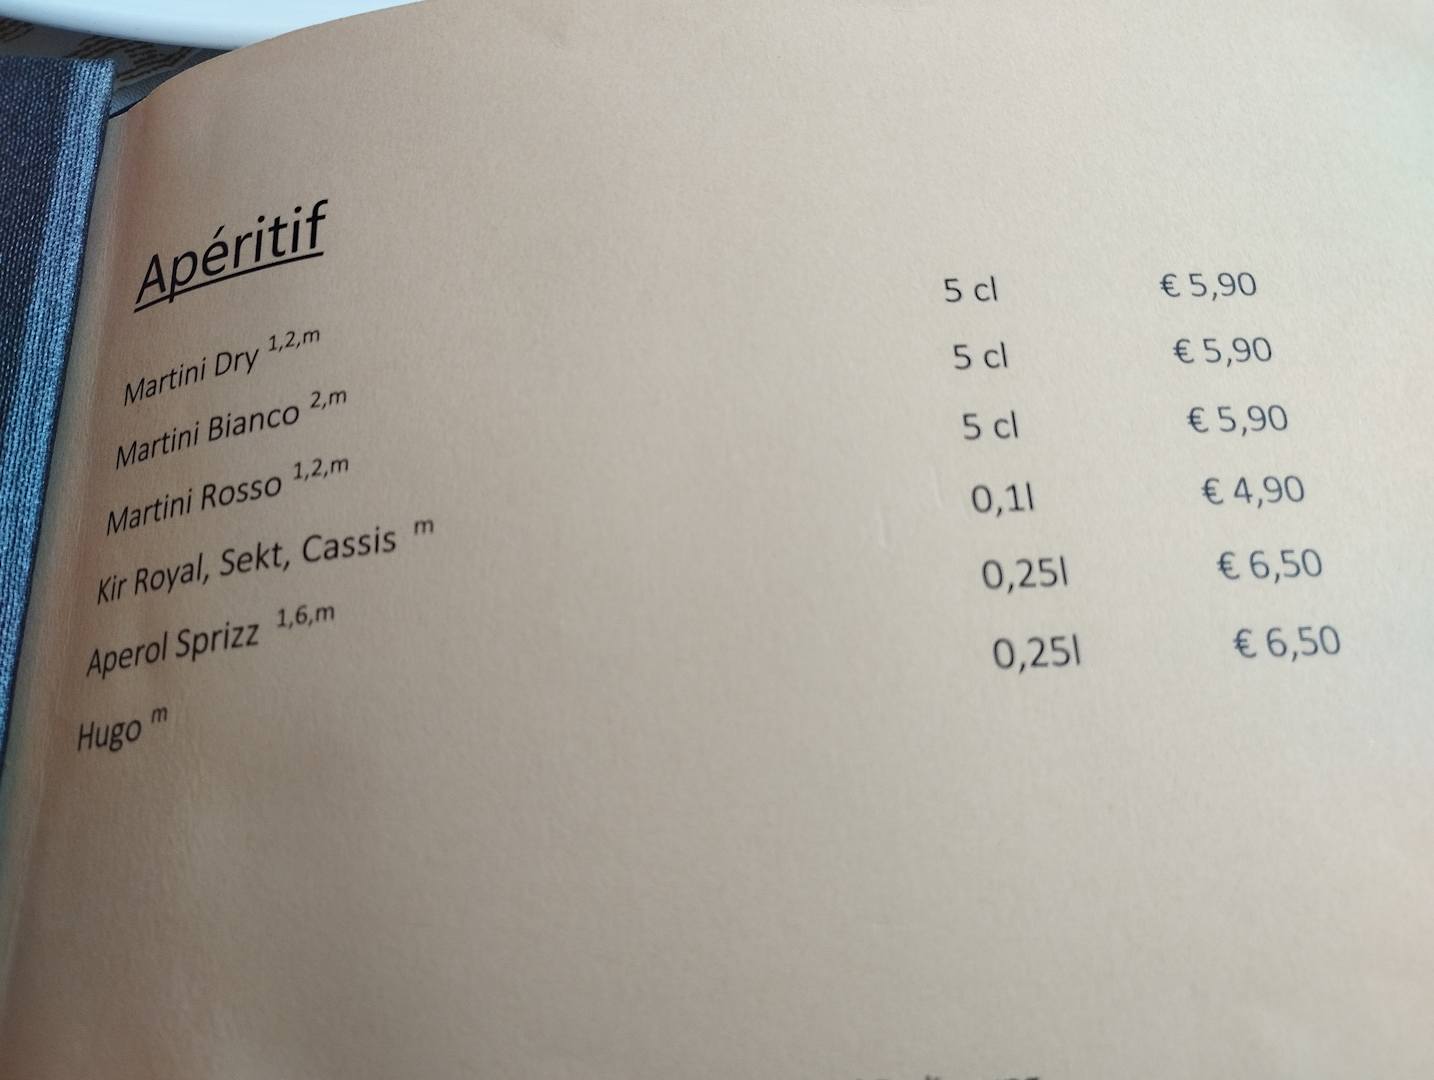 Apéritif
Martini Dry 1,2,m 5 cl € 5,90
Martini Bianco 2,m 5 cl € 5,90
Martini Rosso 1,2,m 5 cl € 5,90
Kir Royal, Sekt, Cassis m 0,1l € 4,90
Aperol Sprizz 1,6,m 0,25l € 6,50
Hugo m 0,25l € 6,50